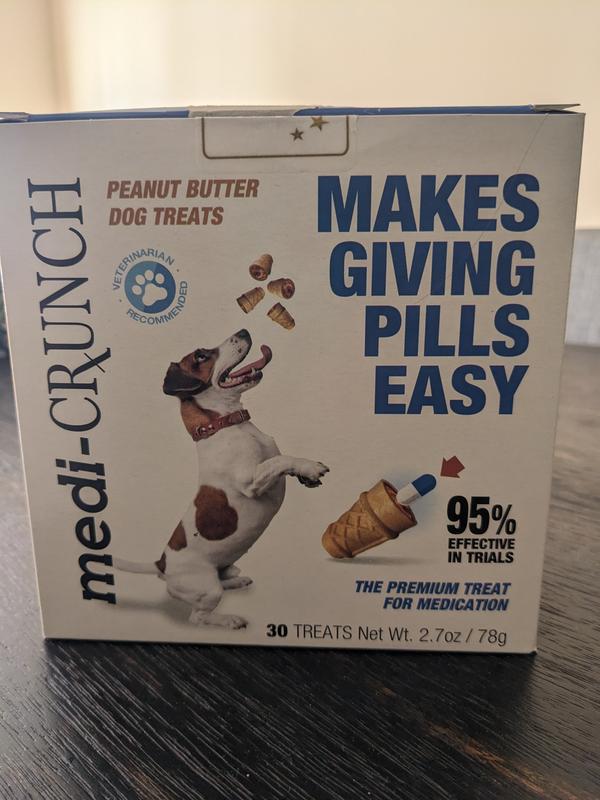 medi-CRUNCH
PEANUT BUTTER
DOG TREATS
VETERINARIAN
RECOMMENDED
MAKES
GIVING
PILLS
EASY
95%
EFFECTIVE
IN TRIALS
THE PREMIUM TREAT
FOR MEDICATION
30 TREATS Net Wt. 2.7oz / 78g